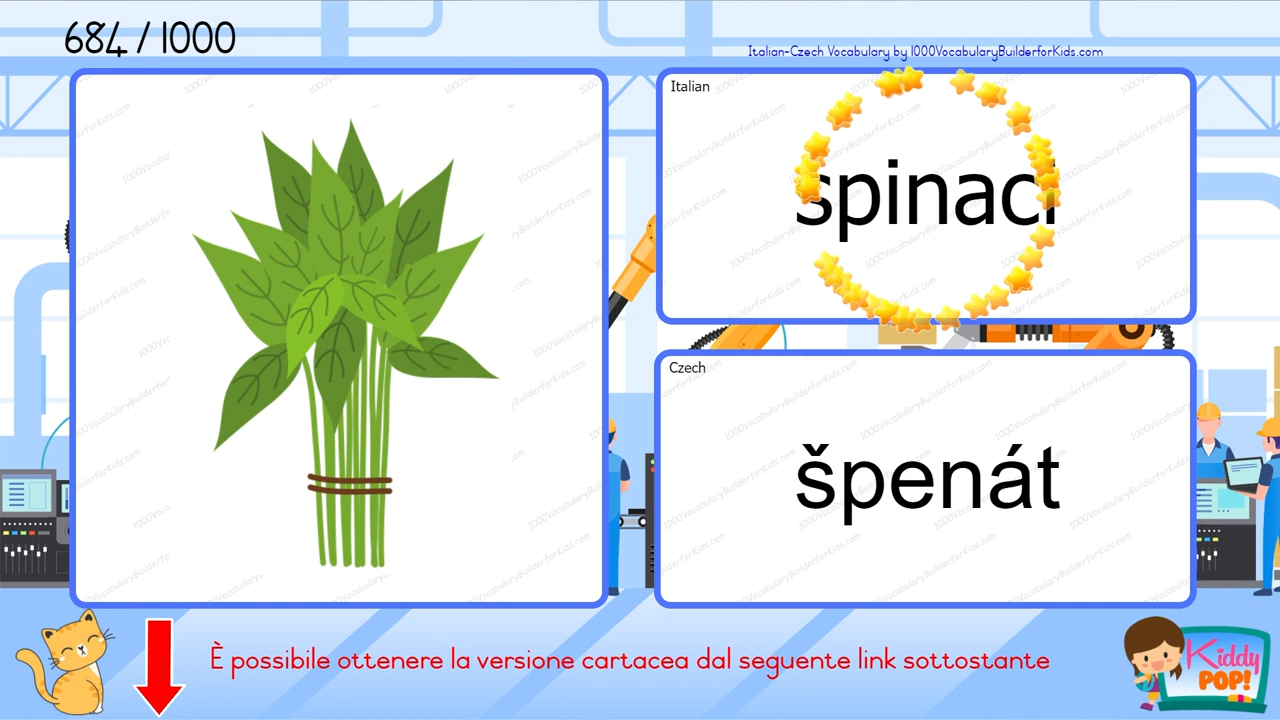 684 / 1000
Italian-Czech Vocabulary by 1000VocabularyBuilderforKids.com
Italian
spinaci
Czech
špenát
È possibile ottenere la versione cartacea dal seguente link sottostante
Kiddy
POP!